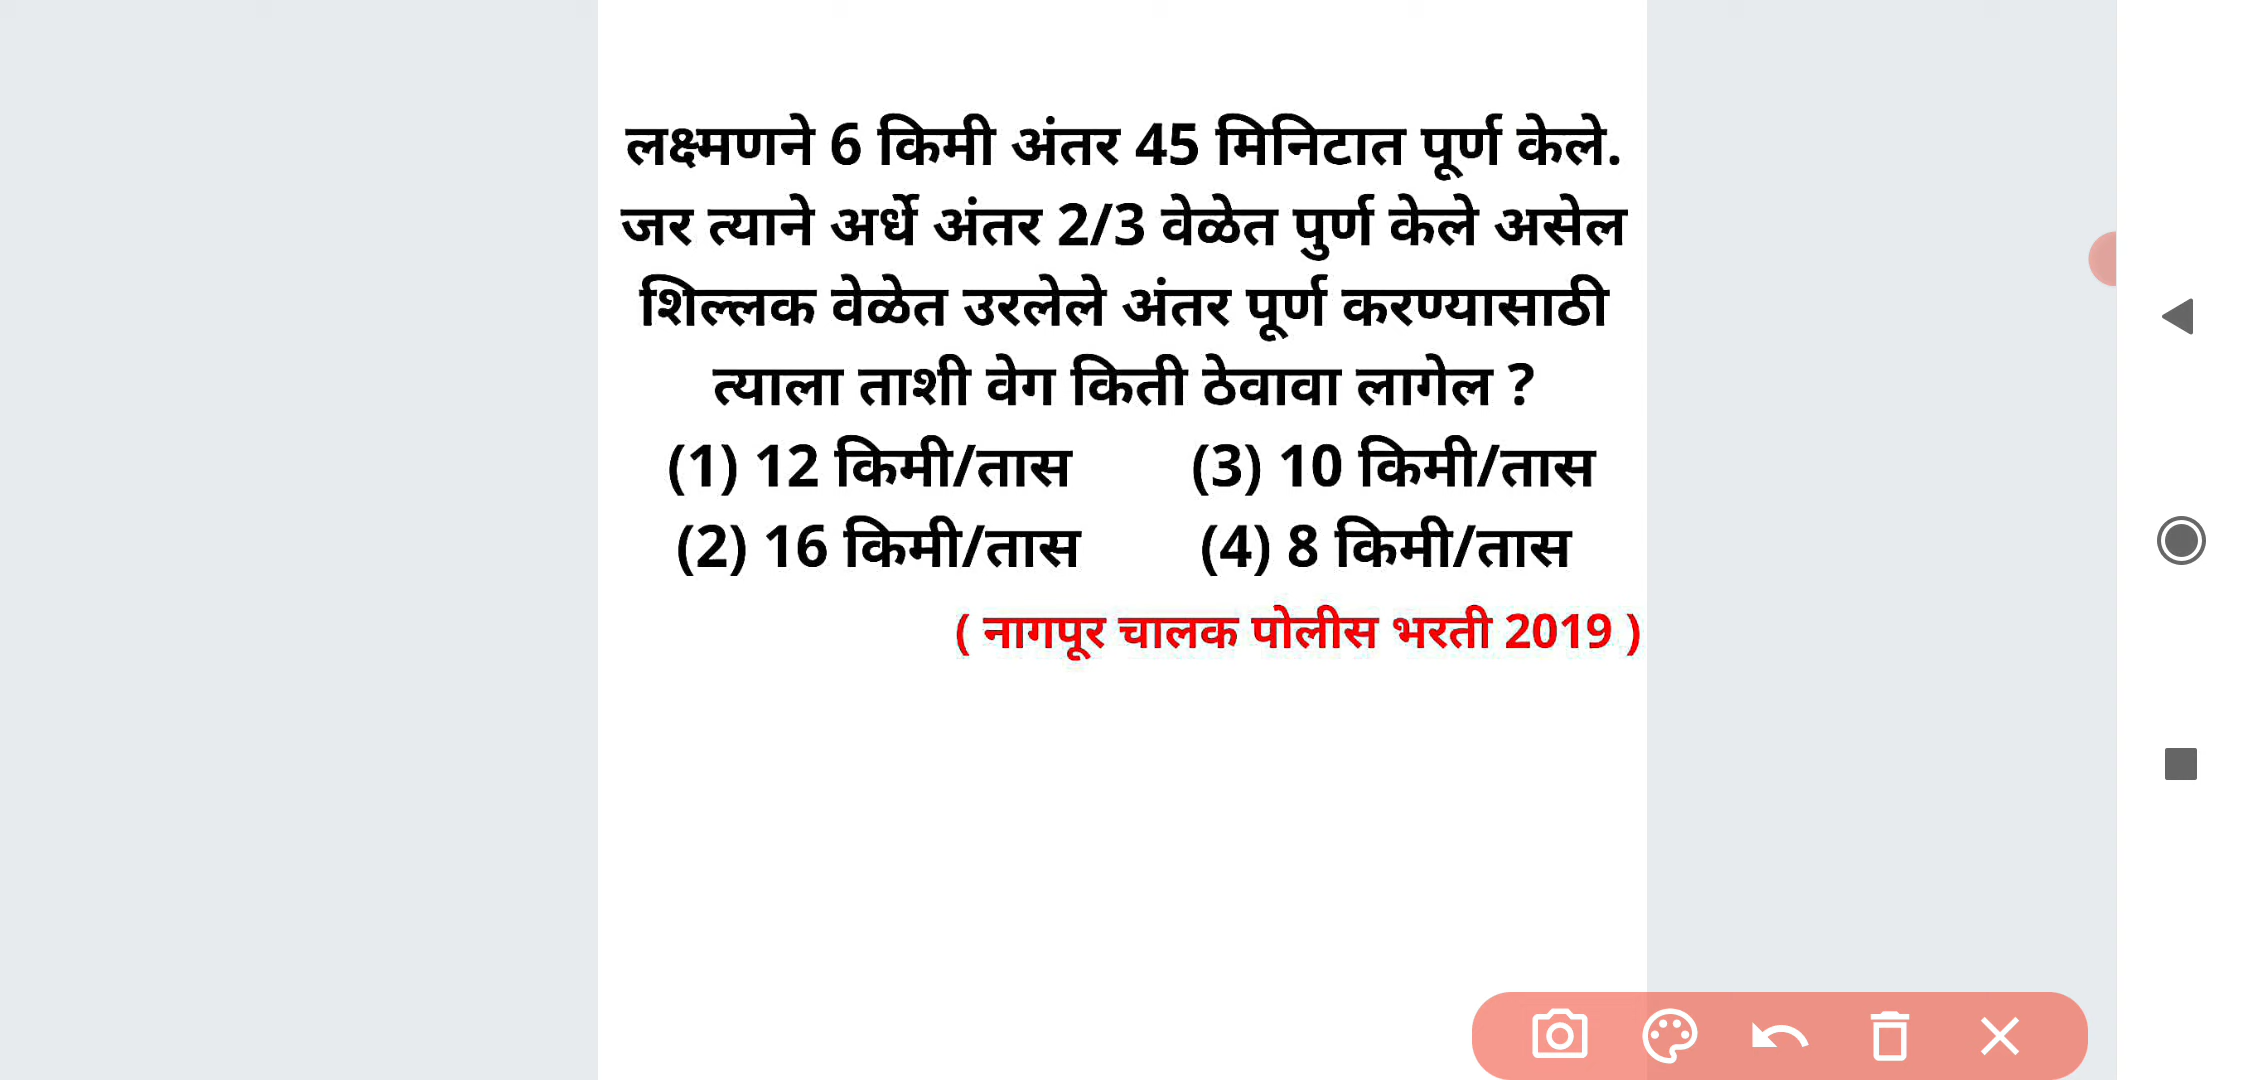 लक्ष्मणने 6 किमी अंतर 45 मिनिटात पूर्ण केले.
जर त्याने अर्धे अंतर 2/3 वेळेत पुर्ण केले असेल
शिल्लक वेळेत उरलेले अंतर पूर्ण करण्यासाठी
त्याला ताशी वेग किती ठेवावा लागेल ?
(1) 12 किमी/तास (3) 10 किमी/तास
(2) 16 किमी/तास (4) 8 किमी/तास
( नागपूर चालक पोलीस भरती 2019 )